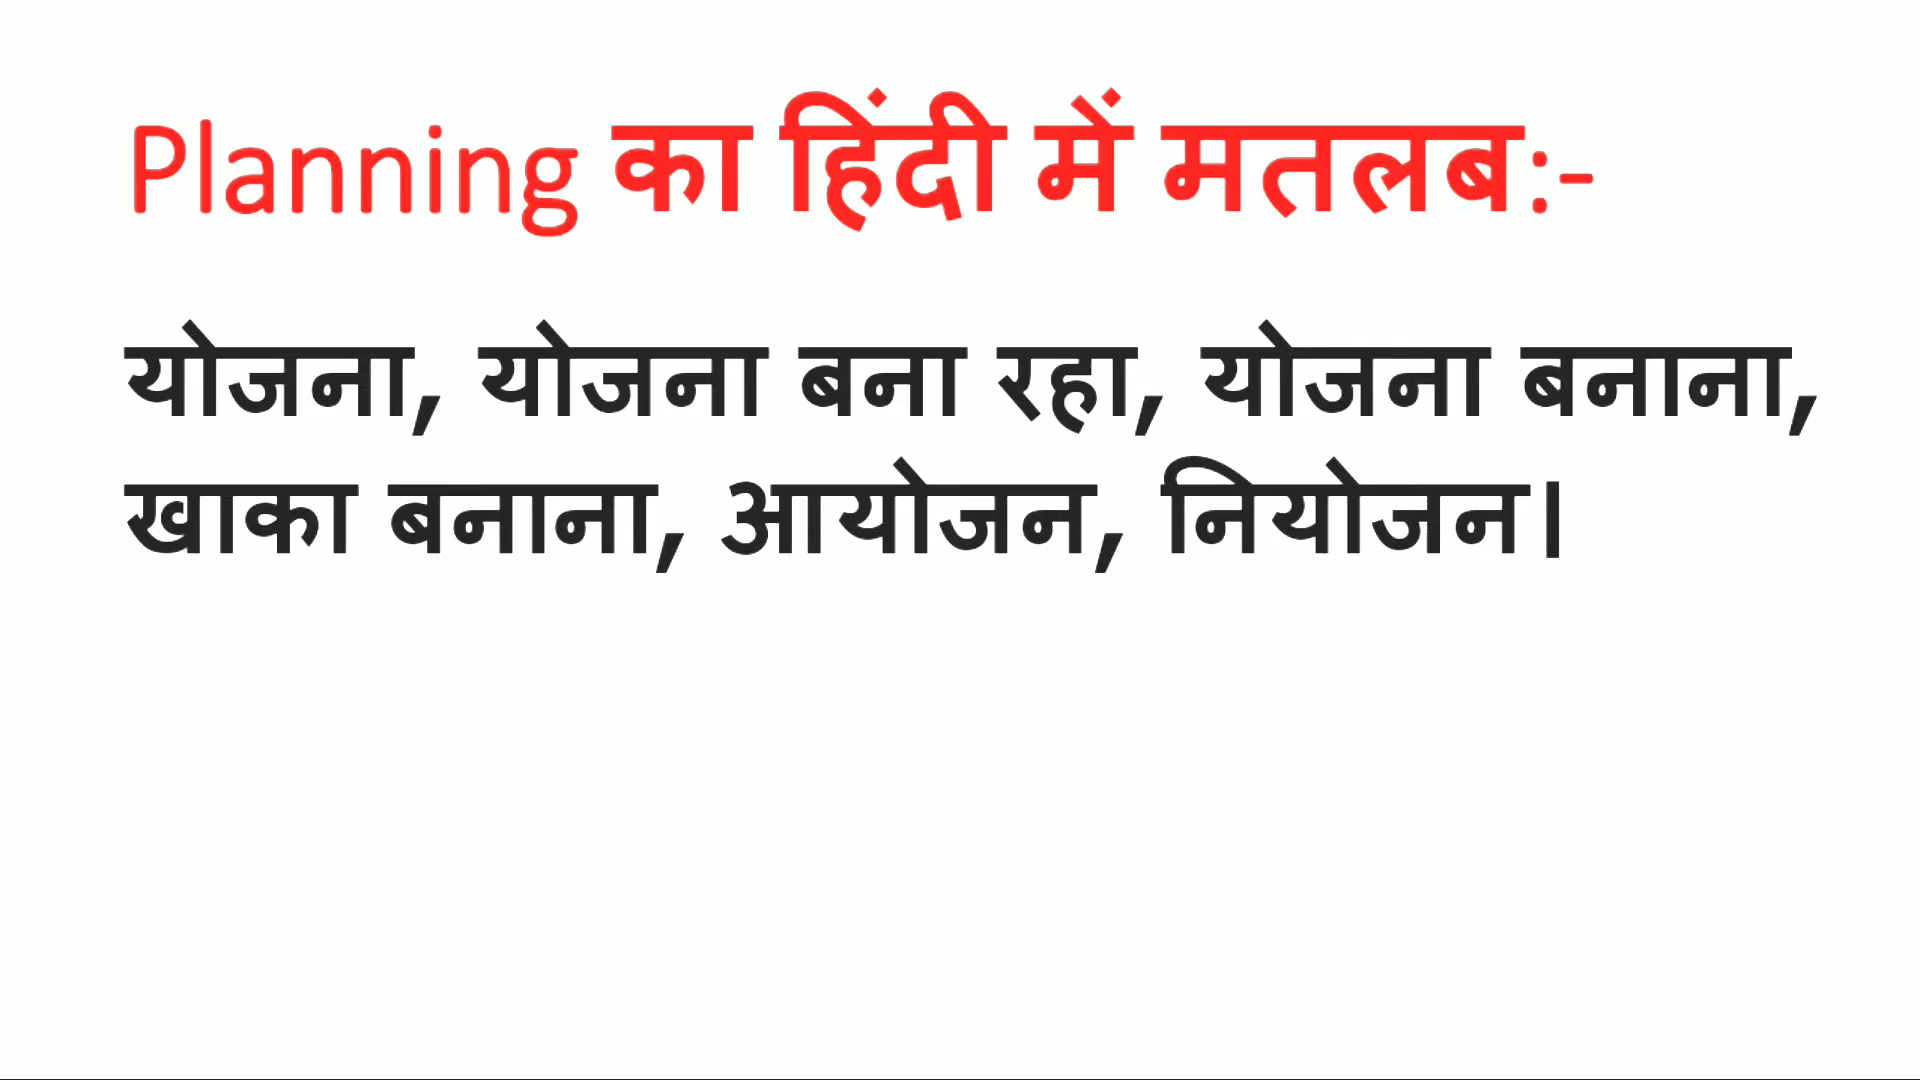 Planning का हिंदी में मतलब:-
योजना, योजना बना रहा, योजना बनाना,
खाका बनाना, आयोजन, नियोजन।